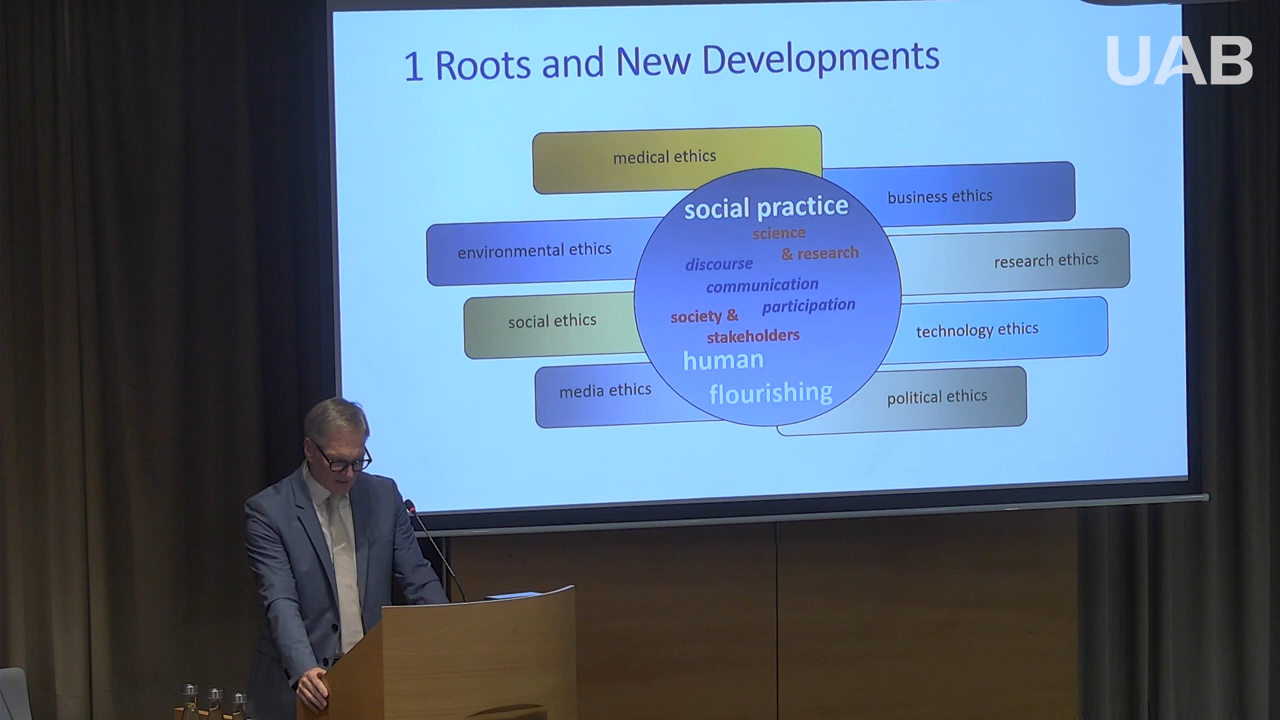 UAB
1 Roots and New Developments
medical ethics
business ethics
environmental ethics
research ethics
social ethics
technology ethics
media ethics
political ethics
social practice
science
& research
discourse
communication
participation
society &
stakeholders
human
flourishing